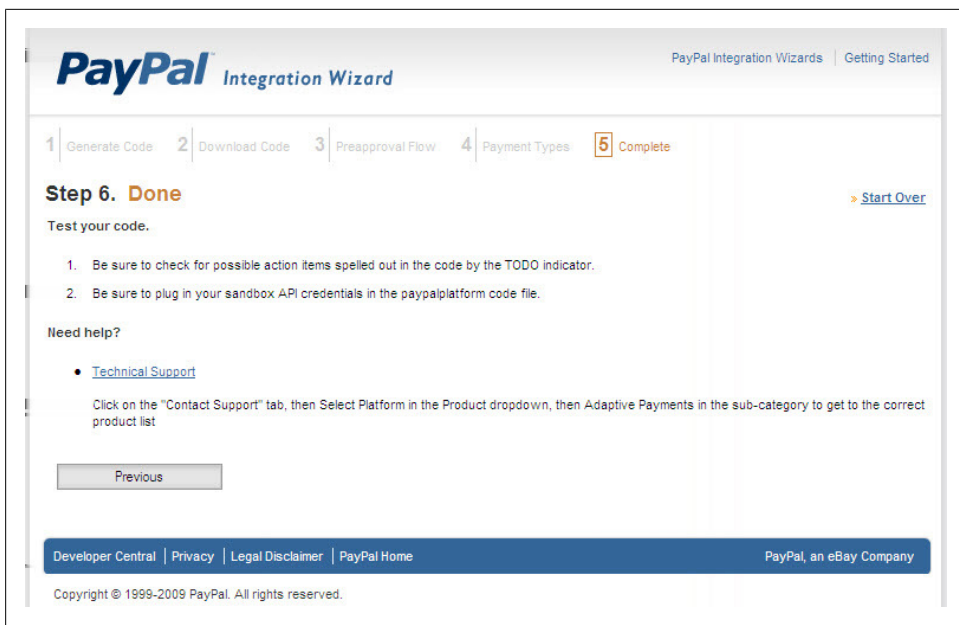 PayPal™ Integration Wizard
PayPal Integration Wizards | Getting Started
1 Generate Code 2 Download Code 3 Preapproval Flow 4 Payment Types 5 Complete
Step 6. Done
» Start Over
Test your code.
1. Be sure to check for possible action items spelled out in the code by the TODO indicator.
2. Be sure to plug in your sandbox API credentials in the paypalplatform code file.
Need help?
• Technical Support
Click on the "Contact Support" tab, then Select Platform in the Product dropdown, then Adaptive Payments in the sub-category to get to the correct
product list
Previous
Developer Central | Privacy | Legal Disclaimer | PayPal Home
PayPal, an eBay Company
Copyright © 1999-2009 PayPal. All rights reserved.